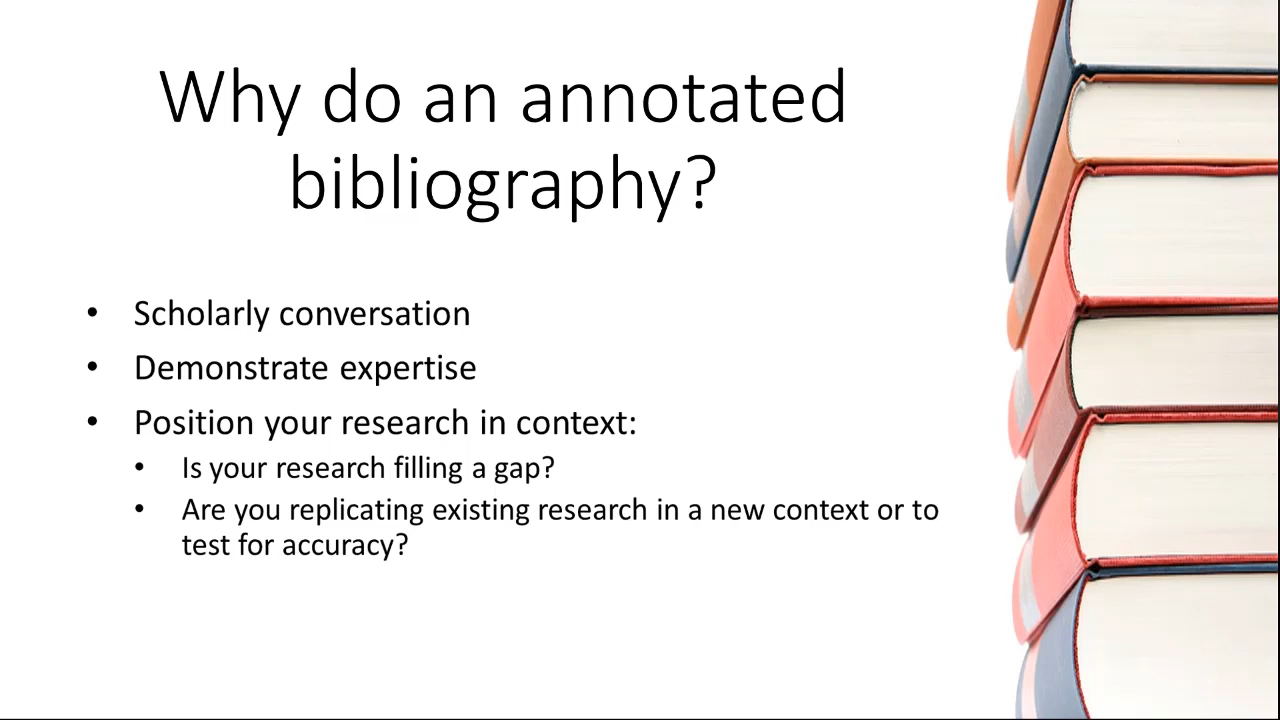 Why do an annotated
bibliography?
• Scholarly conversation
• Demonstrate expertise
• Position your research in context:
• Is your research filling a gap?
• Are you replicating existing research in a new context or to
test for accuracy?